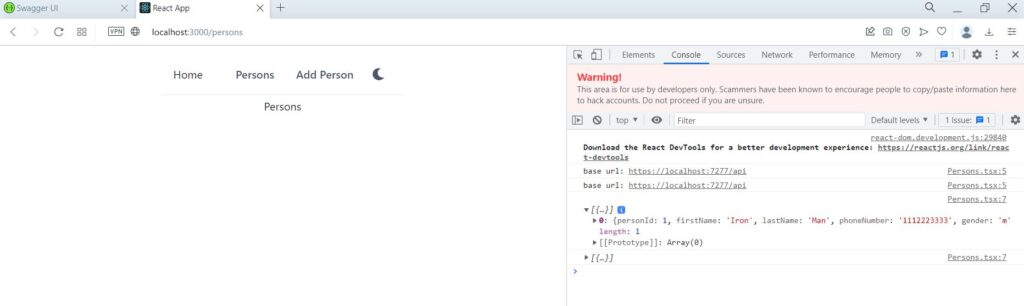 Swagger UI
React App
VPN localhost:3000/persons
Home Persons Add Person
Persons
Elements Console Sources Network Performance Memory » 1
Warning!
This area is for use by developers only. Scammers have been known to encourage people to copy/paste information here
to hack accounts. Do not proceed if you are unsure.
top Filter Default levels 1 Issue: 1
react-dom.development.js:29840
Download the React DevTools for a better development experience: https://reactjs.org/link/rea
ct-devtools
base url: https://localhost:7277/api Persons.tsx:5
base url: https://localhost:7277/api Persons.tsx:5
Persons.tsx:7
[{…}] i
0: {personId: 1, firstName: 'Iron', lastName: 'Man', phoneNumber: '1112223333', gender: 'm'
length: 1
[[Prototype]]: Array(0)
[{…}] Persons.tsx:7